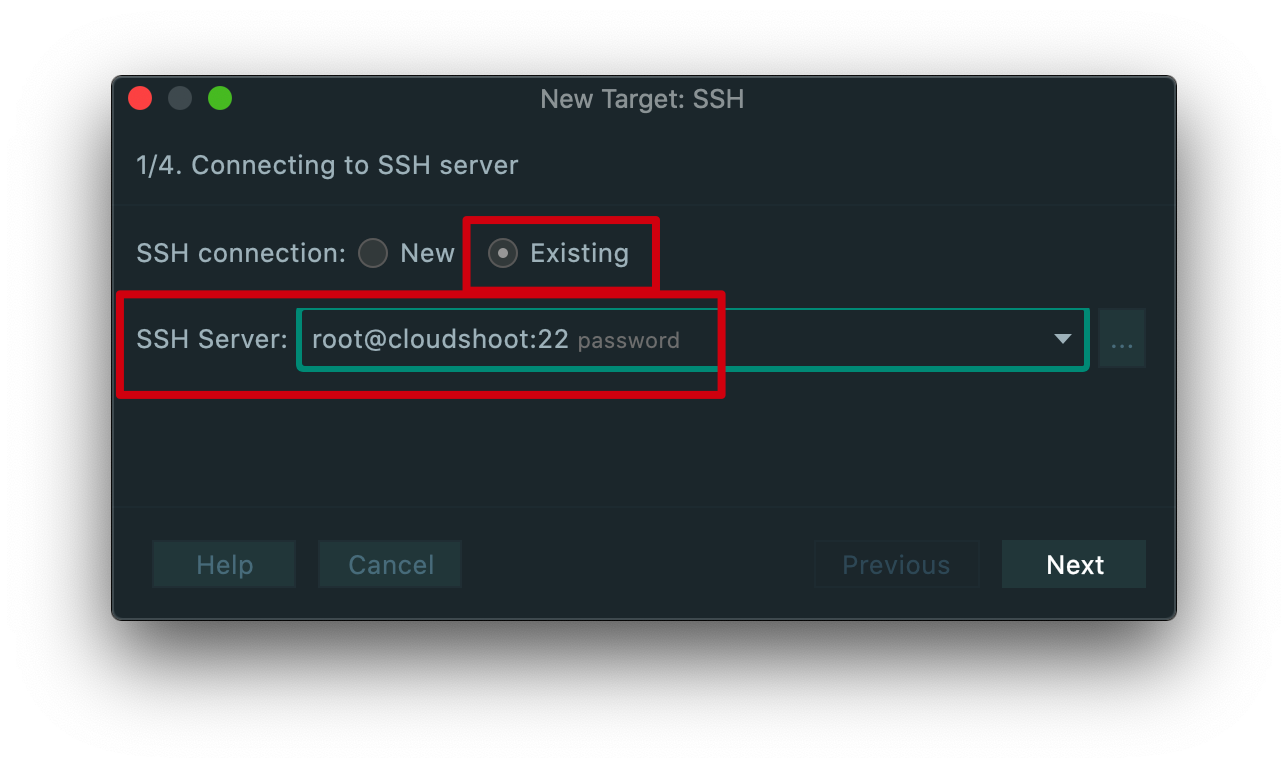 New Target: SSH
1/4. Connecting to SSH server
SSH connection: New Existing
SSH Server: root@cloudshoot:22 password ...
Help Cancel Previous Next